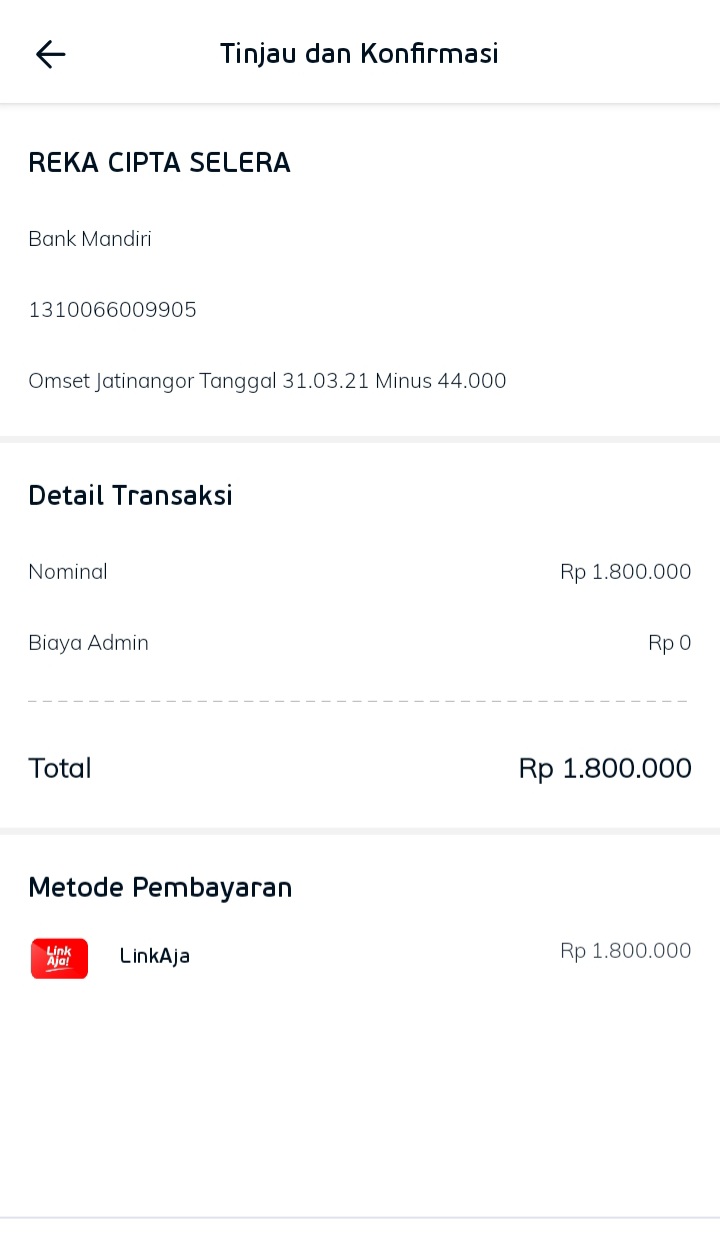 Tinjau dan Konfirmasi
REKA CIPTA SELERA
Bank Mandiri
1310066009905
Omset Jatinangor Tanggal 31.03.21 Minus 44.000
Detail Transaksi
Nominal Rp 1.800.000
Biaya Admin Rp 0
Total Rp 1.800.000
Metode Pembayaran
Link
Aja!
LinkAja Rp 1.800.000